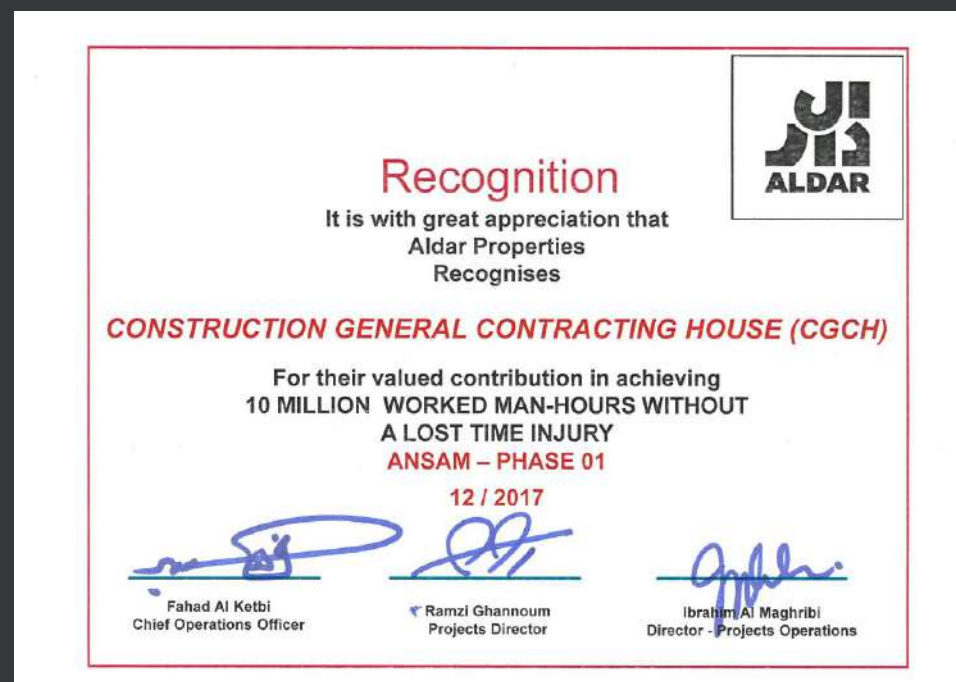 الدار
ALDAR
Recognition
It is with great appreciation that
Aldar Properties
Recognises
CONSTRUCTION GENERAL CONTRACTING HOUSE (CGCH)
For their valued contribution in achieving
10 MILLION WORKED MAN-HOURS WITHOUT
A LOST TIME INJURY
ANSAM – PHASE 01
12 / 2017
Fahad Al Ketbi
Chief Operations Officer
Ramzi Ghannoum
Projects Director
Ibrahim Al Maghribi
Director - Projects Operations